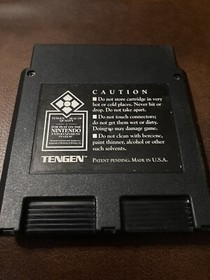 CAUTION
■ Do not store cartridge in very
hot or cold places. Never hit or
drop. Do not take apart.
■ Do not touch connectors;
do not get them wet or dirty.
Doing so may damage game.
■ Do not clean with benzene,
paint thinner, alcohol or other
such solvents.
NINTENDO
TENGEN
PATENT PENDING. MADE IN U.S.A.